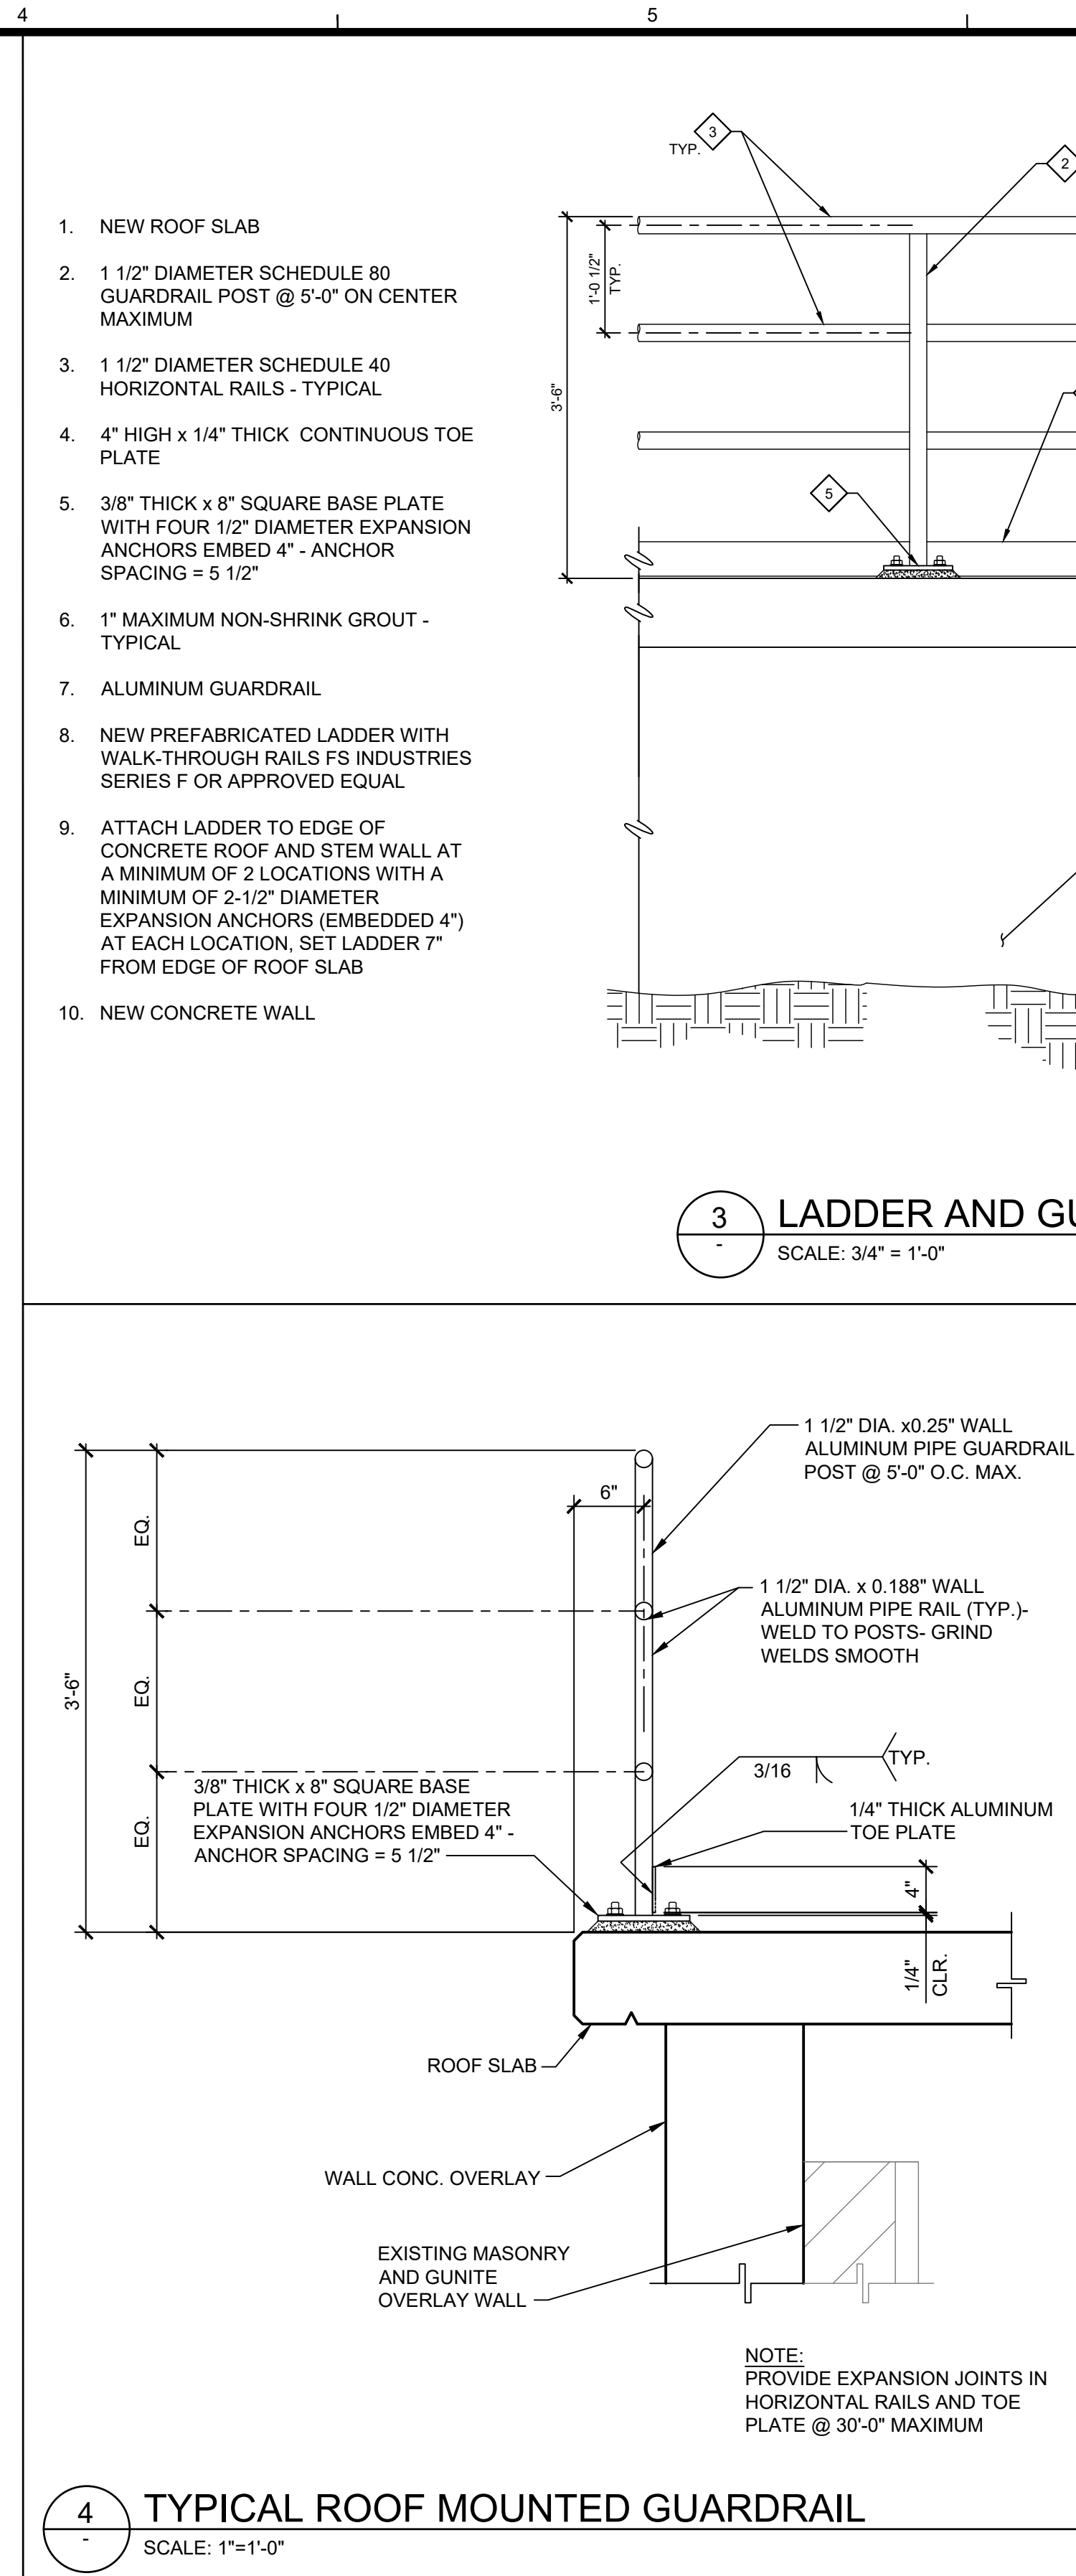 4
5
1. NEW ROOF SLAB
2. 1 1/2" DIAMETER SCHEDULE 80
GUARDRAIL POST @ 5'-0" ON CENTER
MAXIMUM
3. 1 1/2" DIAMETER SCHEDULE 40
HORIZONTAL RAILS - TYPICAL
4. 4" HIGH x 1/4" THICK CONTINUOUS TOE
PLATE
5. 3/8" THICK x 8" SQUARE BASE PLATE
WITH FOUR 1/2" DIAMETER EXPANSION
ANCHORS EMBED 4" - ANCHOR
SPACING = 5 1/2"
6. 1" MAXIMUM NON-SHRINK GROUT -
TYPICAL
7. ALUMINUM GUARDRAIL
8. NEW PREFABRICATED LADDER WITH
WALK-THROUGH RAILS FS INDUSTRIES
SERIES F OR APPROVED EQUAL
9. ATTACH LADDER TO EDGE OF
CONCRETE ROOF AND STEM WALL AT
A MINIMUM OF 2 LOCATIONS WITH A
MINIMUM OF 2-1/2" DIAMETER
EXPANSION ANCHORS (EMBEDDED 4")
AT EACH LOCATION, SET LADDER 7"
FROM EDGE OF ROOF SLAB
10. NEW CONCRETE WALL
3
TYP.
2
1'-0 1/2"
TYP.
3'-6"
5
3
-
LADDER AND GU
SCALE: 3/4" = 1'-0"
1 1/2" DIA. x0.25" WALL
ALUMINUM PIPE GUARDRAIL
POST @ 5'-0" O.C. MAX.
6"
EQ.
1 1/2" DIA. x 0.188" WALL
ALUMINUM PIPE RAIL (TYP.)-
WELD TO POSTS- GRIND
WELDS SMOOTH
3'-6"
EQ.
3/16
TYP.
3/8" THICK x 8" SQUARE BASE
PLATE WITH FOUR 1/2" DIAMETER
EXPANSION ANCHORS EMBED 4" -
ANCHOR SPACING = 5 1/2"
EQ.
1/4" THICK ALUMINUM
TOE PLATE
4"
1/4"
CLR.
ROOF SLAB
WALL CONC. OVERLAY
EXISTING MASONRY
AND GUNITE
OVERLAY WALL
NOTE:
PROVIDE EXPANSION JOINTS IN
HORIZONTAL RAILS AND TOE
PLATE @ 30'-0" MAXIMUM
4
-
TYPICAL ROOF MOUNTED GUARDRAIL
SCALE: 1"=1'-0"